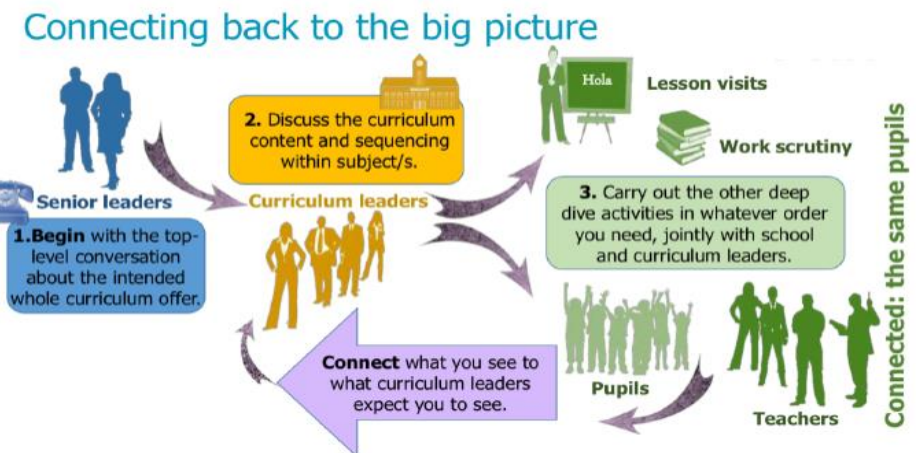 Connecting back to the big picture
Senior leaders
1.Begin with the top-
level conversation
about the intended
whole curriculum offer.
2. Discuss the curriculum
content and sequencing
within subject/s.
Curriculum leaders
Hola
Lesson visits
Work scrutiny
3. Carry out the other deep
dive activities in whatever order
you need, jointly with school
and curriculum leaders.
Pupils
Teachers
Connect what you see to
what curriculum leaders
expect you to see.
Connected: the same pupils